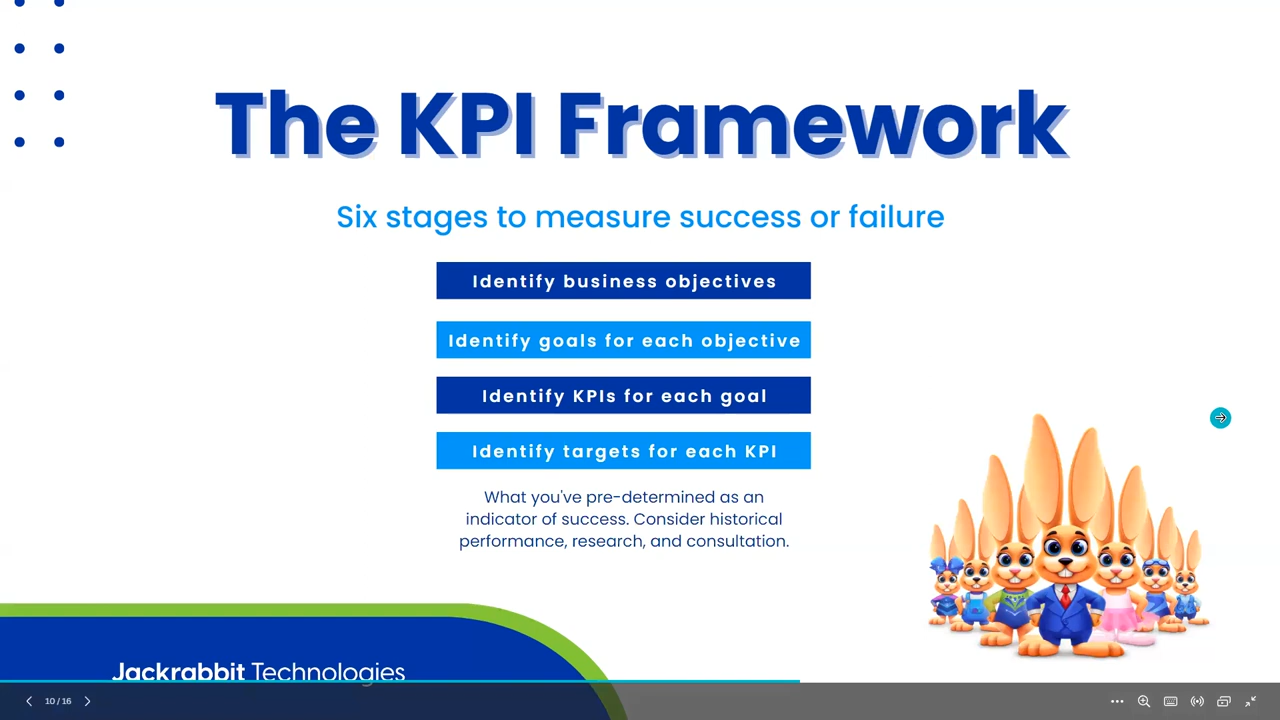 The KPI Framework
Six stages to measure success or failure
Identify business objectives
Identify goals for each objective
Identify KPIs for each goal
Identify targets for each KPI
What you've pre-determined as an
indicator of success. Consider historical
performance, research, and consultation.
Jackrabbit Technologies
10 / 16